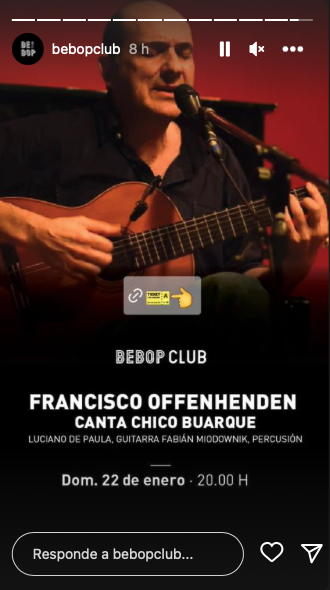 BE!
BOP
bebopclub 8 h
TICKET
BEBOP CLUB
FRANCISCO OFFENHENDEN
CANTA CHICO BUARQUE
LUCIANO DE PAULA, GUITARRA FABIÁN MIODOWNIK, PERCUSIÓN
Dom. 22 de enero · 20.00 H
Responde a bebopclub...